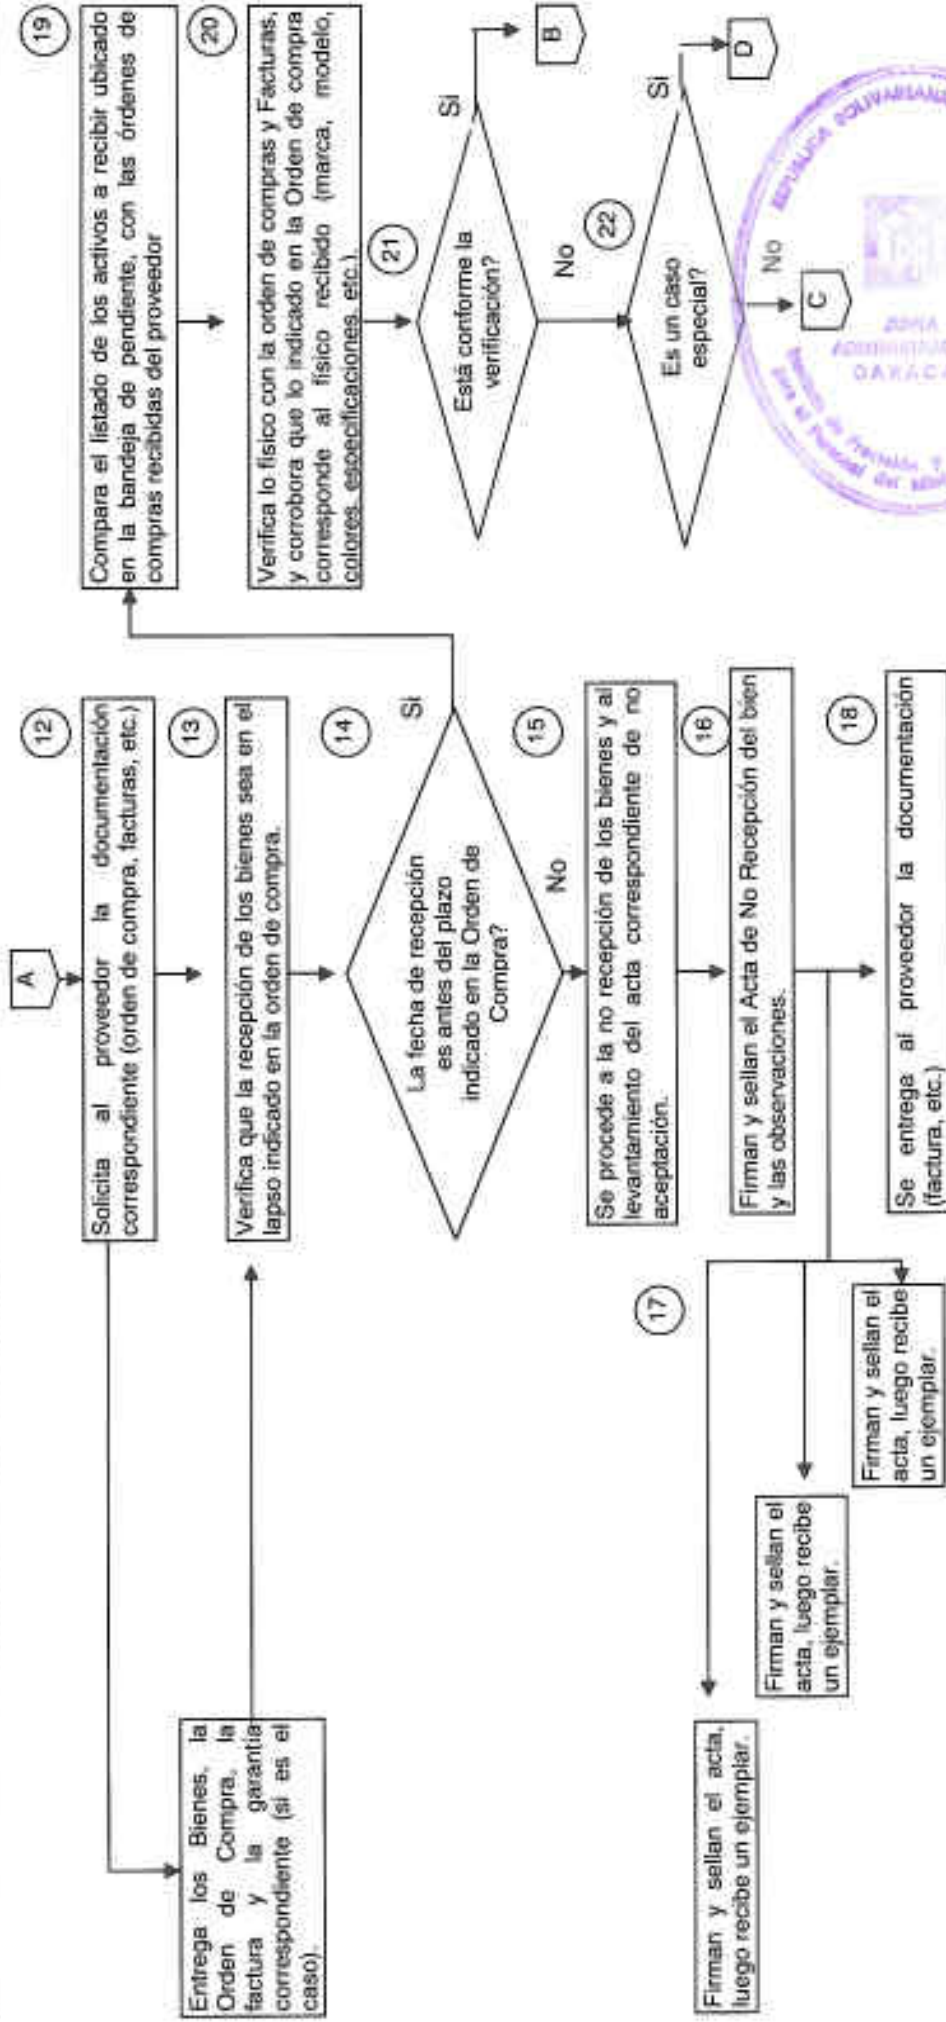 A
12
Solicita al proveedor la documentación
correspondiente (orden de compra, facturas, etc.)
Entrega los Bienes, la
Orden de Compra, la
factura y la garantía
correspondiente (si es el
caso).
13
Verifica que la recepción de los bienes sea en el
lapso indicado en la orden de compra.
14
La fecha de recepción
es antes del plazo
indicado en la Orden de
Compra?
Si
No
15
Se procede a la no recepción de los bienes y al
levantamiento del acta correspondiente de no
aceptación.
16
Firman y sellan el Acta de No Recepción del bien
y las observaciones.
17
Firman y sellan el acta,
luego recibe un ejemplar.
Firman y sellan el
acta, luego recibe
un ejemplar.
Firman y sellan el
acta, luego recibe
un ejemplar.
18
Se entrega al proveedor la documentación
(factura, etc.)
19
Compara el listado de los activos a recibir ubicado
en la bandeja de pendiente, con las órdenes de
compras recibidas del proveedor
20
Verifica lo físico con la orden de compras y Facturas,
y corrobora que lo indicado en la Orden de compra
corresponde al físico recibido (marca, modelo,
colores, especificaciones, etc.).
21
Está conforme la
verificación?
Si
B
No
22
Es un caso
especial?
Si
D
No
C
REPUBLICA BOLIVARIANA